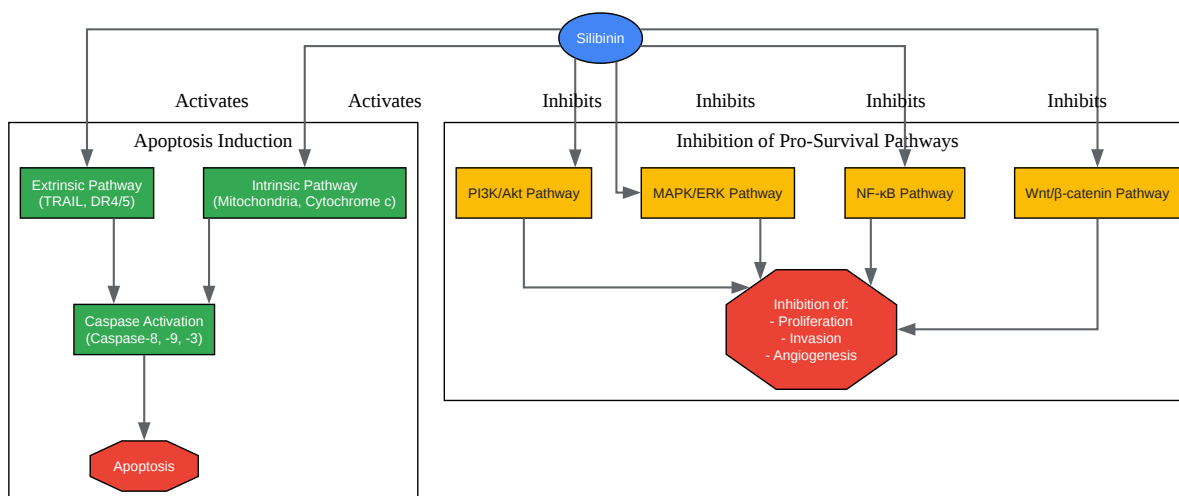 Silibinin
Activates
Activates
Inhibits
Inhibits
Inhibits
Inhibits
Apoptosis Induction
Extrinsic Pathway
(TRAIL, DR4/5)
Intrinsic Pathway
(Mitochondria, Cytochrome c)
Caspase Activation
(Caspase-8, -9, -3)
Apoptosis
Inhibition of Pro-Survival Pathways
PI3K/Akt Pathway
MAPK/ERK Pathway
NF-κB Pathway
Wnt/β-catenin Pathway
Inhibition of:
- Proliferation
- Invasion
- Angiogenesis